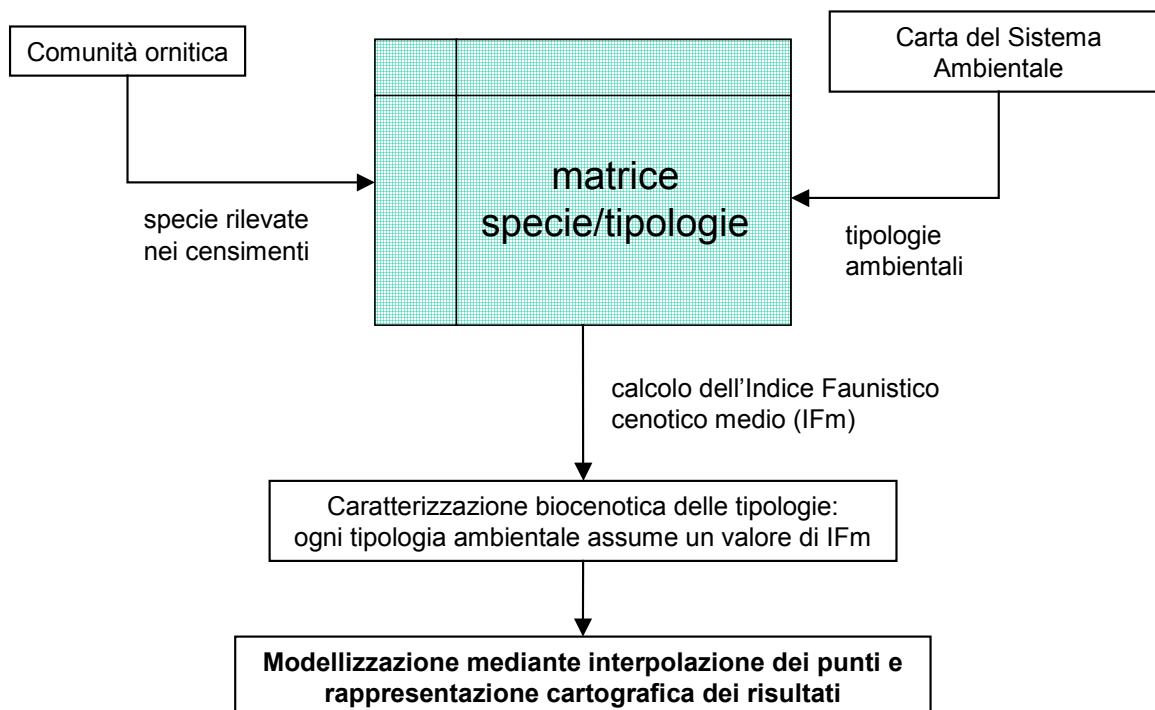 Comunità ornitica
Carta del Sistema
Ambientale
matrice
specie/tipologie
specie rilevate
nei censimenti
tipologie
ambientali
calcolo dell’Indice Faunistico
cenotico medio (IFm)
Caratterizzazione biocenotica delle tipologie:
ogni tipologia ambientale assume un valore di IFm
Modellizzazione mediante interpolazione dei punti e
rappresentazione cartografica dei risultati